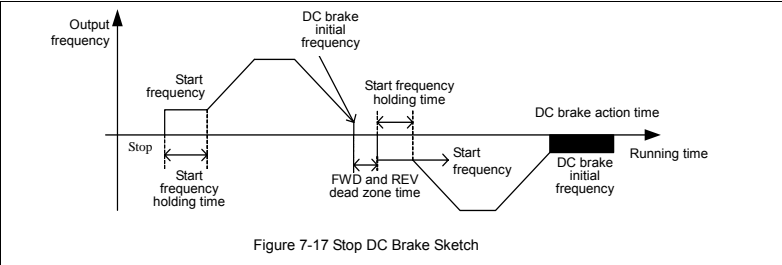 Output
frequency
DC brake
initial
frequency
Start
frequency
Start frequency
holding time
DC brake action time
Stop
Start
frequency
holding time
FWD and REV
dead zone time
Start
frequency
DC brake
initial
frequency
Running time
Figure 7-17 Stop DC Brake Sketch